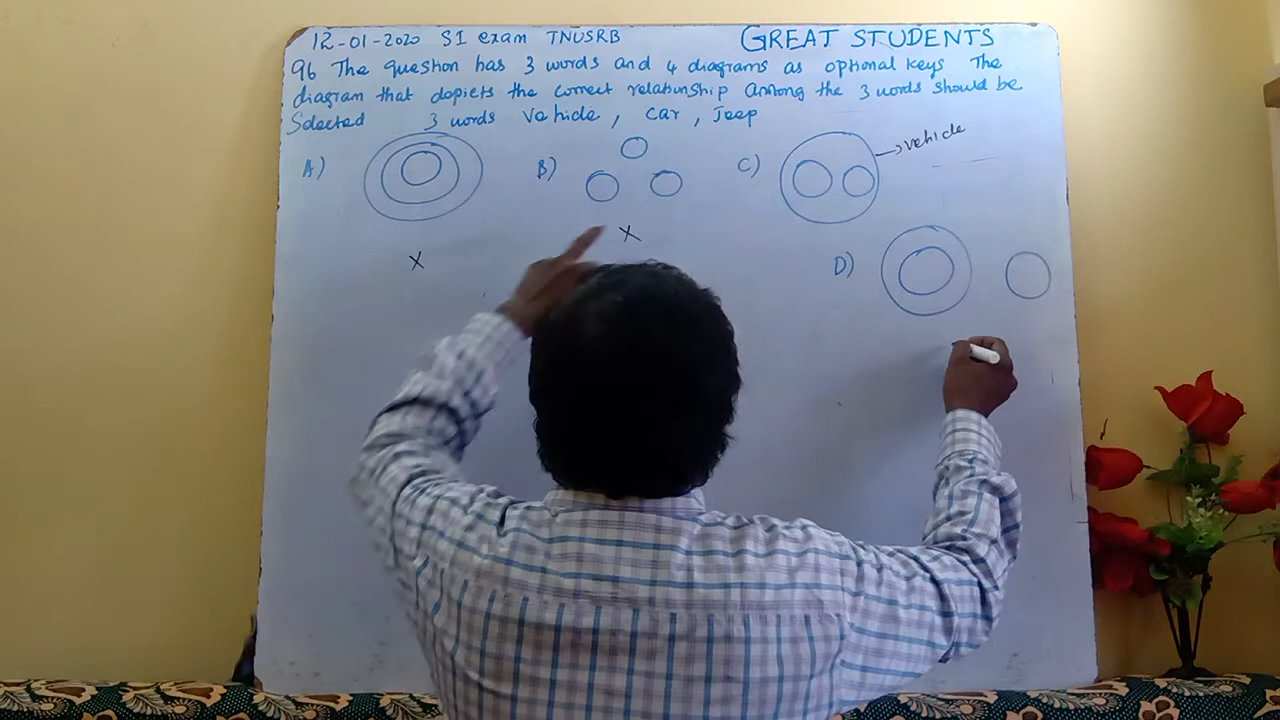 12-01-2020 SI exam TNUSRB GREAT STUDENTS
96 The question has 3 words and 4 diagrams as optional keys The
diagram that depicts the correct relationship among the 3 words should be
Selected 3 words Vehicle, Car, Jeep
A) B) C) → vehicle
X X D)